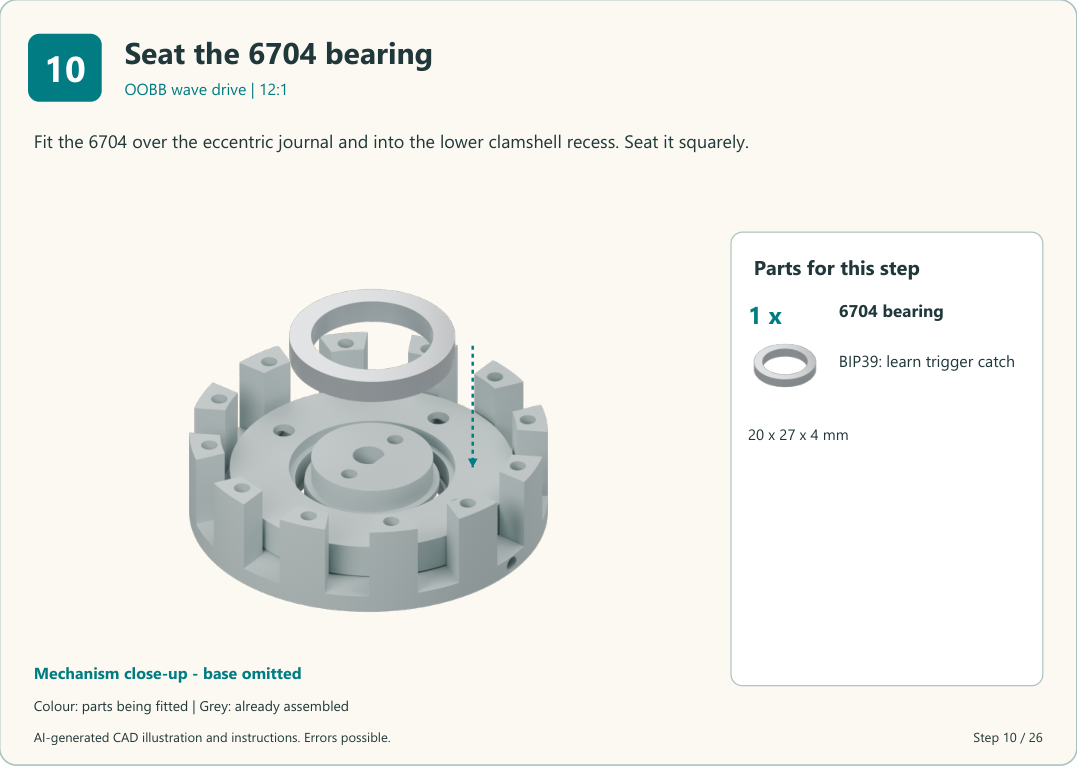 10
Seat the 6704 bearing
OOBB wave drive | 12:1
Fit the 6704 over the eccentric journal and into the lower clamshell recess. Seat it squarely.
Parts for this step
1 x
6704 bearing
BIP39: learn trigger catch
20 x 27 x 4 mm
Mechanism close-up - base omitted
Colour: parts being fitted | Grey: already assembled
AI-generated CAD illustration and instructions. Errors possible.
Step 10 / 26